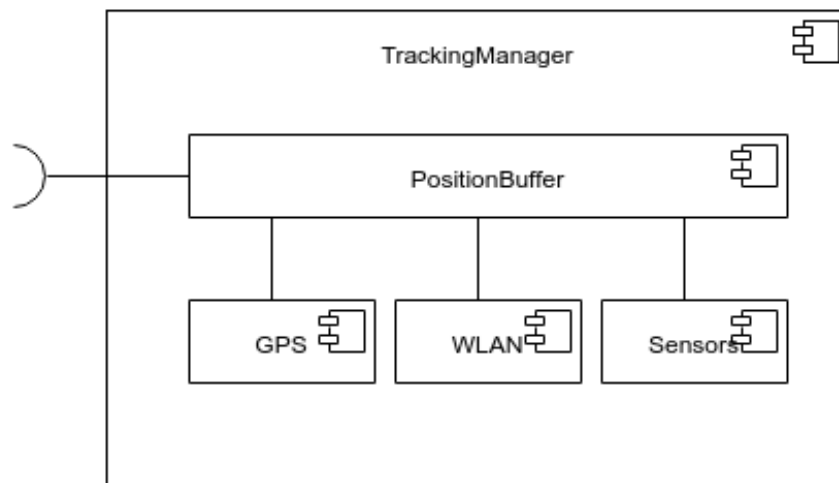 TrackingManager
PositionBuffer
GPS
WLAN
Sensors